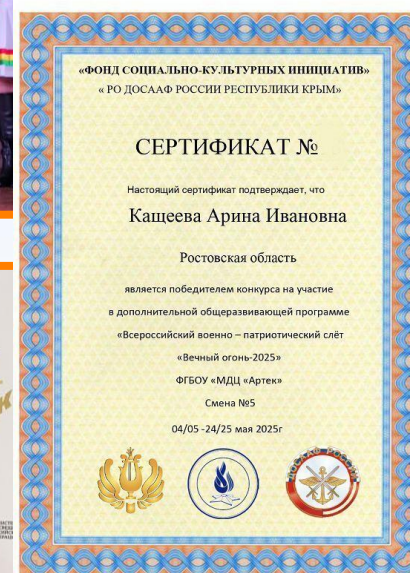 «ФОНД СОЦИАЛЬНО-КУЛЬТУРНЫХ ИНИЦИАТИВ»
« РО ДОСААФ РОССИИ РЕСПУБЛИКИ КРЫМ»
СЕРТИФИКАТ №
Настоящий сертификат подтверждает, что
Кащеева Арина Ивановна
Ростовская область
является победителем конкурса на участие
в дополнительной общеразвивающей программе
«Всероссийский военно – патриотический слёт
«Вечный огонь-2025»
ФГБОУ «МДЦ «Артек»
Смена №5
04/05 -24/25 мая 2025г
ДОСААФ РОССИИ